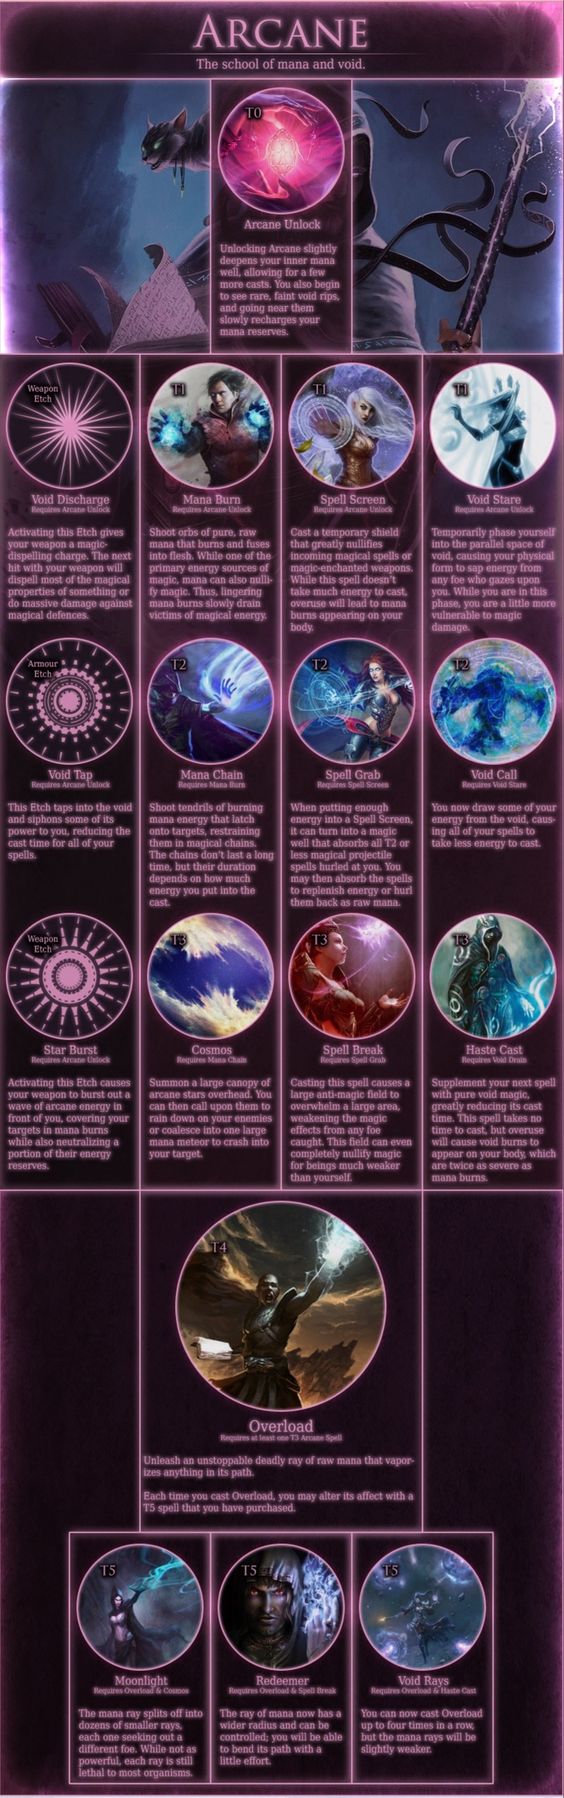 ARCANE
The school of mana and void.
T0
Arcane Unlock
Unlocking Arcane slightly
deepens your inner mana
well, allowing for a few
more casts. You also begin
to see rare, faint void rips,
and going near them
slowly recharges your
mana reserves.
Weapon
Etch
Void Discharge
Requires Arcane Unlock
Activating this Etch gives
your weapon a magic-
dispelling charge. The next
hit with your weapon will
dispell most of the magical
properties of something or
do massive damage against
magical defences.
T1
Mana Burn
Requires Arcane Unlock
Shoot orbs of pure, raw
mana that burns and fuses
into flesh. While one of the
primary energy sources of
magic, mana can also nulli-
fy magic. Thus, lingering
mana burns slowly drain
victims of magical energy.
T1
Spell Screen
Requires Arcane Unlock
Cast a temporary shield
that greatly nullifies
incoming magical spells or
magic-enchanted weapons.
While this spell doesn't
take much energy to cast,
overuse will lead to mana
burns appearing on your
body.
T1
Void Stare
Requires Arcane Unlock
Temporarily phase yourself
into the parallel space of
void, causing your physical
form to sap energy from
any foe who gazes upon
you. While you are in this
phase, you are a little more
vulnerable to magic
damage.
Armour
Etch
Void Tap
Requires Arcane Unlock
This Etch taps into the void
and siphons some of its
power to you, reducing the
cast time for all of your
spells.
T2
Mana Chain
Requires Mana Burn
Shoot tendrils of burning
mana energy that latch
onto targets, restraining
them in magical chains.
The chains don't last a long
time, but their duration
depends on how much
energy you put into the
cast.
T2
Spell Grab
Requires Spell Screen
When putting enough
energy into a Spell Screen,
it can turn into a magic
well that absorbs all T2 or
less magical projectile
spells hurled at you. You
may then absorb the spells
to replenish energy or hurl
them back as raw mana.
T2
Void Call
Requires Void Stare
You now draw some of your
energy from the void, caus-
ing all of your spells to
take less energy to cast.
Weapon
Etch
Star Burst
Requires Arcane Unlock
Activating this Etch causes
your weapon to burst out a
wave of arcane energy in
front of you, covering your
targets in mana burns
while also neutralizing a
portion of their energy
reserves.
T3
Cosmos
Requires Mana Chain
Summon a large canopy of
arcane stars overhead. You
can then call upon them to
rain down on your enemies
or coalesce into one large
mana meteor to crash into
your target.
T3
Spell Break
Requires Spell Grab
Casting this spell causes a
large anti-magic field to
overwhelm a large area,
weakening the magic
effects from any foe
caught. This field can even
completely nullify magic
for beings much weaker
than yourself.
T3
Haste Cast
Requires Void Drain
Supplement your next spell
with pure void magic,
greatly reducing its cast
time. This spell takes no
time to cast, but overuse
will cause void burns to
appear on your body, which
are twice as severe as
mana burns.
T4
Overload
Requires at least one T3 Arcane Spell
Unleash an unstoppable deadly ray of raw mana that vapor-
izes anything in its path.
Each time you cast Overload, you may alter its affect with a
T5 spell that you have purchased.
T5
Moonlight
Requires Overload & Cosmos
The mana ray splits off into
dozens of smaller rays,
each one seeking out a
different foe. While not as
powerful, each ray is still
lethal to most organisms.
T5
Redeemer
Requires Overload & Spell Break
The ray of mana now has a
wider radius and can be
controlled; you will be able
to bend its path with a
little effort.
T5
Void Rays
Requires Overload & Haste Cast
You can now cast Overload
up to four times in a row,
but the mana rays will be
slightly weaker.